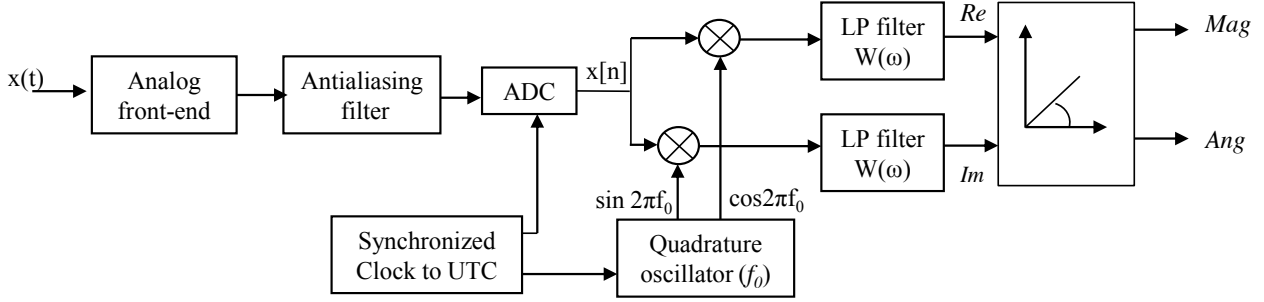 x(t)
Analog
front-end
Antialiasing
filter
ADC
x[n]
LP filter
W(ω)
Re
Mag
LP filter
W(ω)
Im
Ang
sin 2πf₀
cos2πf₀
Synchronized
Clock to UTC
Quadrature
oscillator (f₀)